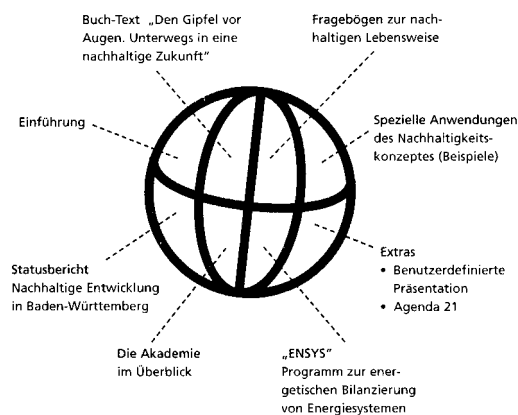 Buch-Text „Den Gipfel vor
Augen. Unterwegs in eine
nachhaltige Zukunft“
Fragebögen zur nach-
haltigen Lebensweise
Einführung
Spezielle Anwendungen
des Nachhaltigkeits-
konzeptes (Beispiele)
Statusbericht
Nachhaltige Entwicklung
in Baden-Württemberg
Extras
• Benutzerdefinierte
Präsentation
• Agenda 21
Die Akademie
im Überblick
„ENSYS”
Programm zur ener-
getischen Bilanzierung
von Energiesystemen